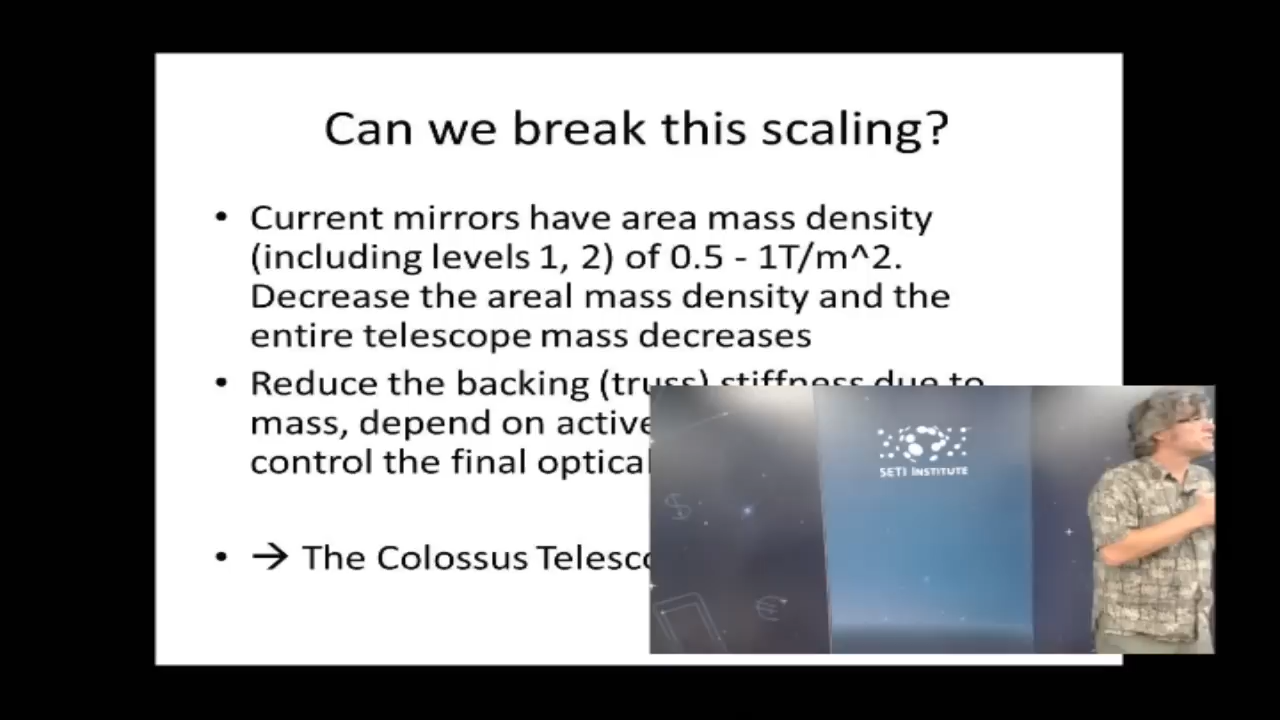 Can we break this scaling?
• Current mirrors have area mass density
(including levels 1, 2) of 0.5 - 1T/m^2.
Decrease the areal mass density and the
entire telescope mass decreases
• Reduce the backing (truss) stiffness due to
mass, depend on active
control the final optical
• → The Colossus
SETI INSTITUTE